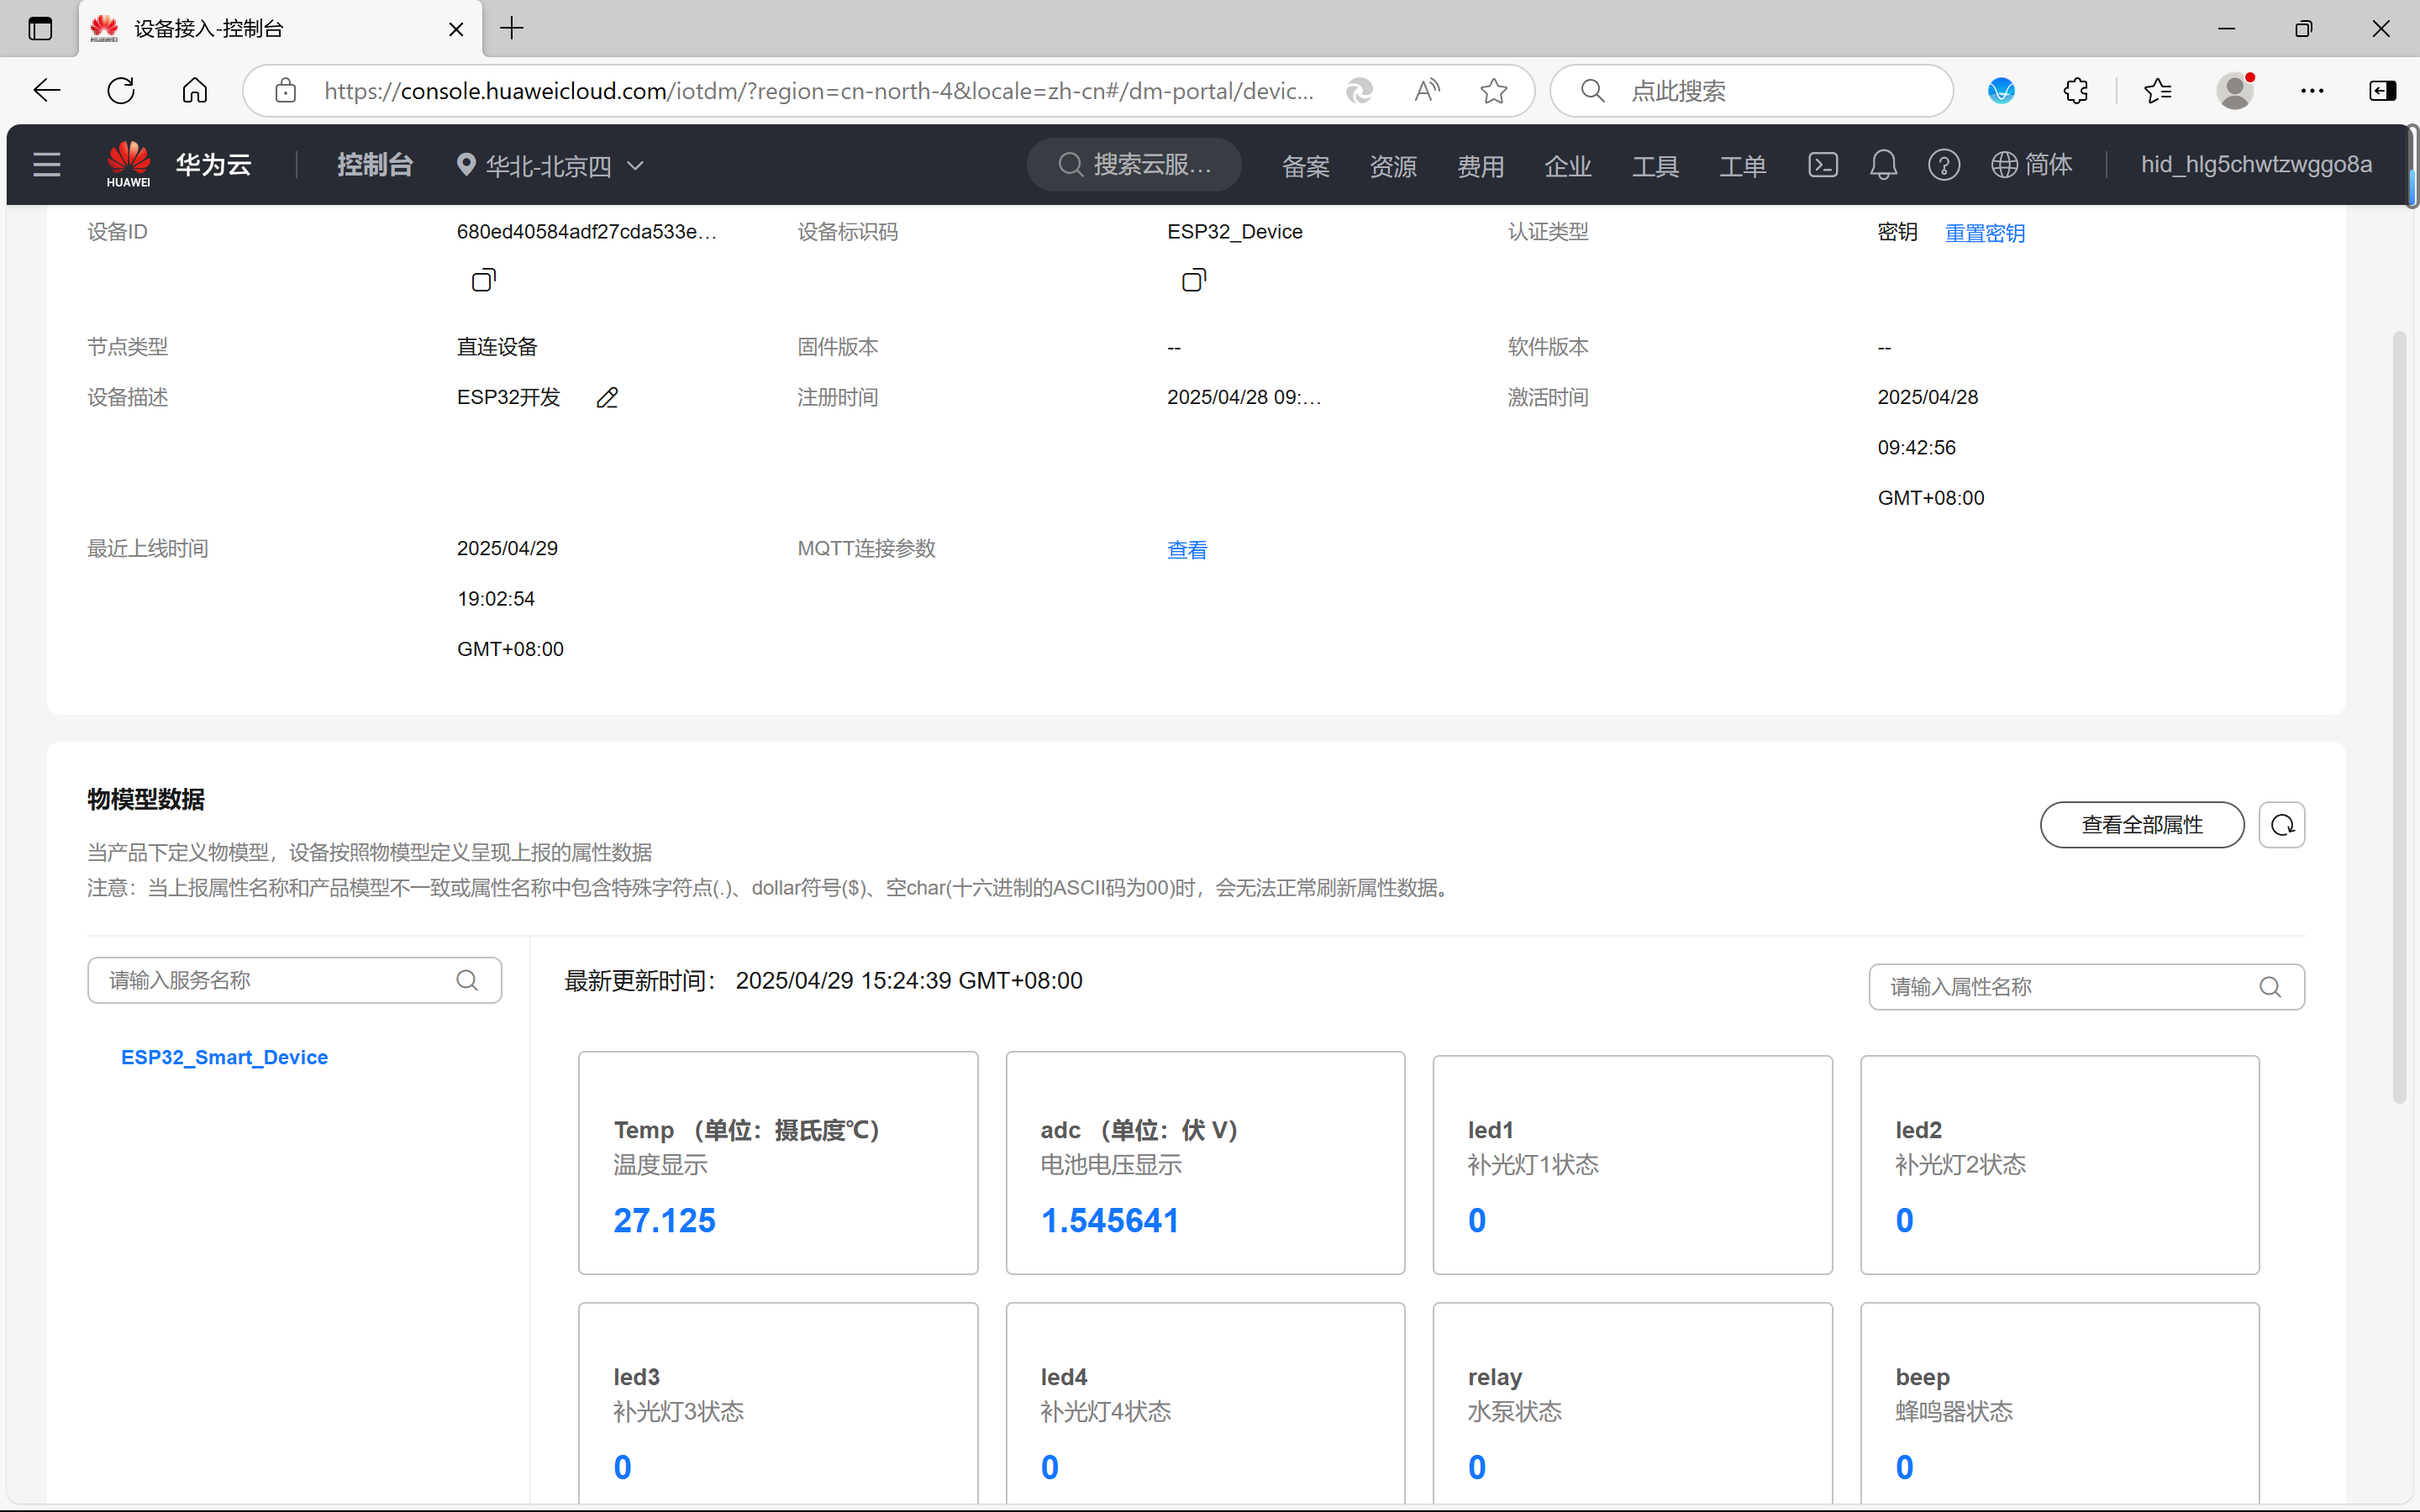 设备接入-控制台
https://console.huaweicloud.com/iotdm/?region=cn-north-4&locale=zh-cn#/dm-portal/devic...
点此搜索
HUAWEI
华为云
控制台
华北-北京四
搜索云服...
备案
资源
费用
企业
工具
工单
简体
hid_hlg5chwtzwggo8a
设备ID
680ed40584adf27cda533e...
设备标识码
ESP32_Device
认证类型
密钥 重置密钥
节点类型
直连设备
固件版本
--
软件版本
--
设备描述
ESP32开发
注册时间
2025/04/28 09:...
激活时间
2025/04/28
09:42:56
GMT+08:00
最近上线时间
2025/04/29
19:02:54
GMT+08:00
MQTT连接参数
查看
物模型数据
查看全部属性
当产品下定义物模型，设备按照物模型定义呈现上报的属性数据
注意：当上报属性名称和产品模型不一致或属性名称中包含特殊字符点(.)、dollar符号($)、空char(十六进制的ASCII码为00)时，会无法正常刷新属性数据。
请输入服务名称
最新更新时间： 2025/04/29 15:24:39 GMT+08:00
请输入属性名称
ESP32_Smart_Device
Temp （单位：摄氏度℃）
温度显示
27.125
adc （单位：伏 V）
电池电压显示
1.545641
led1
补光灯1状态
0
led2
补光灯2状态
0
led3
补光灯3状态
0
led4
补光灯4状态
0
relay
水泵状态
0
beep
蜂鸣器状态
0